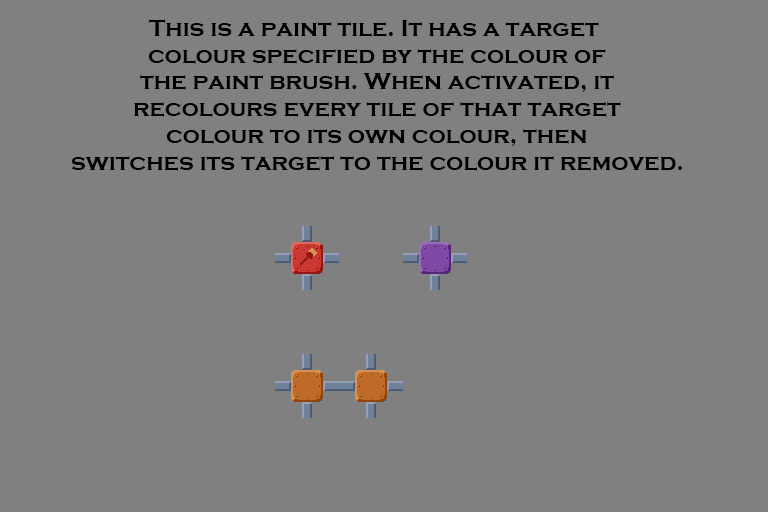 This is a paint tile. It has a target
colour specified by the colour of
the paint brush. When activated, it
recolours every tile of that target
colour to its own colour, then
switches its target to the colour it removed.